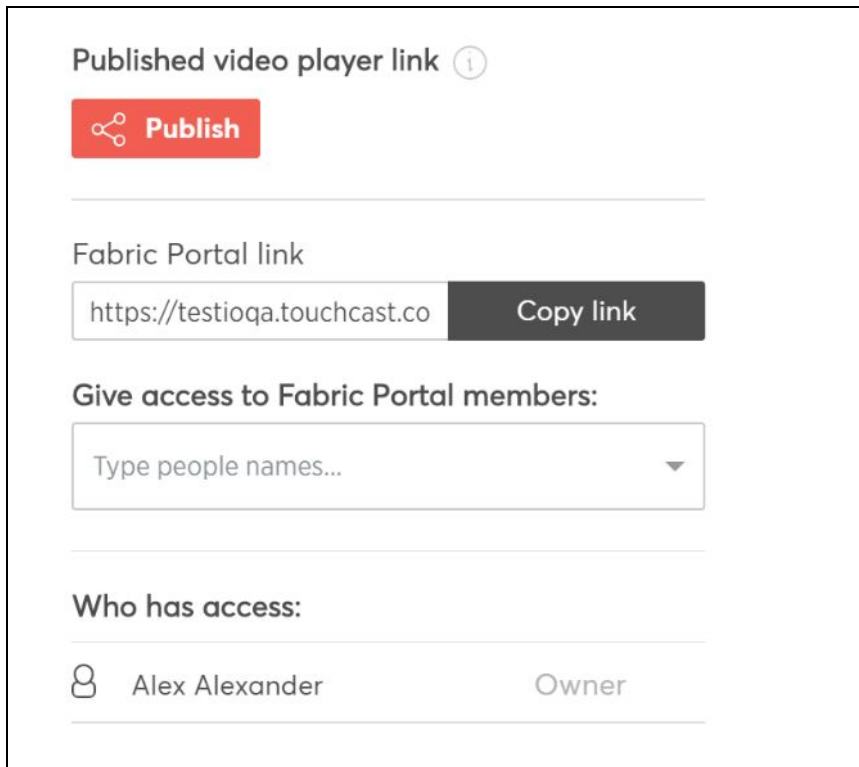 Published video player link
Publish
Fabric Portal link
https://testioqa.touchcast.co
Copy link
Give access to Fabric Portal members:
Type people names...
Who has access:
Alex Alexander
Owner